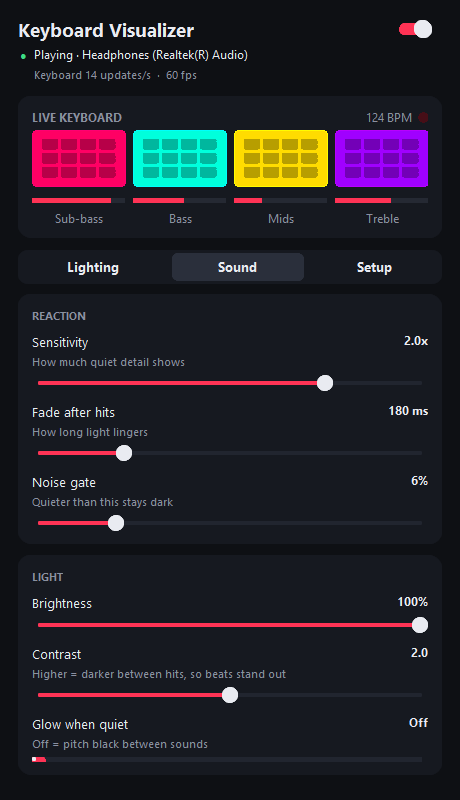 Keyboard Visualizer
Playing · Headphones (Realtek(R) Audio)
Keyboard 14 updates/s · 60 fps
LIVE KEYBOARD
124 BPM
Sub-bass
Bass
Mids
Treble
Lighting
Sound
Setup
REACTION
Sensitivity
2.0x
How much quiet detail shows
Fade after hits
180 ms
How long light lingers
Noise gate
6%
Quieter than this stays dark
LIGHT
Brightness
100%
Contrast
2.0
Higher = darker between hits, so beats stand out
Glow when quiet
Off
Off = pitch black between sounds